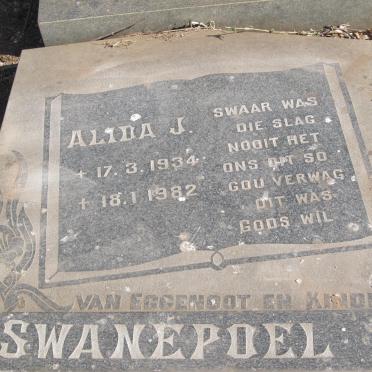 ALIDA J.
+ 17.3.1934
+ 18.1.1982
SWAAR WAS
DIE SLAG
NOOIT HET
ONS DIT SO
GOU VERWAG
DIT WAS
GODS WIL
VAN EGGENOOT EN KINDE
SWANEPOEL